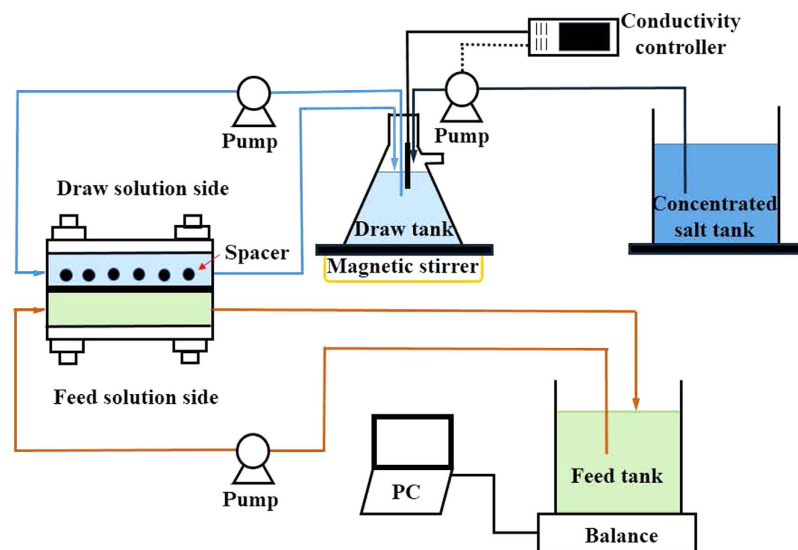 Conductivity
controller
Pump
Pump
Draw solution side
Spacer
Draw tank
Magnetic stirrer
Concentrated
salt tank
Feed solution side
Pump
PC
Feed tank
Balance